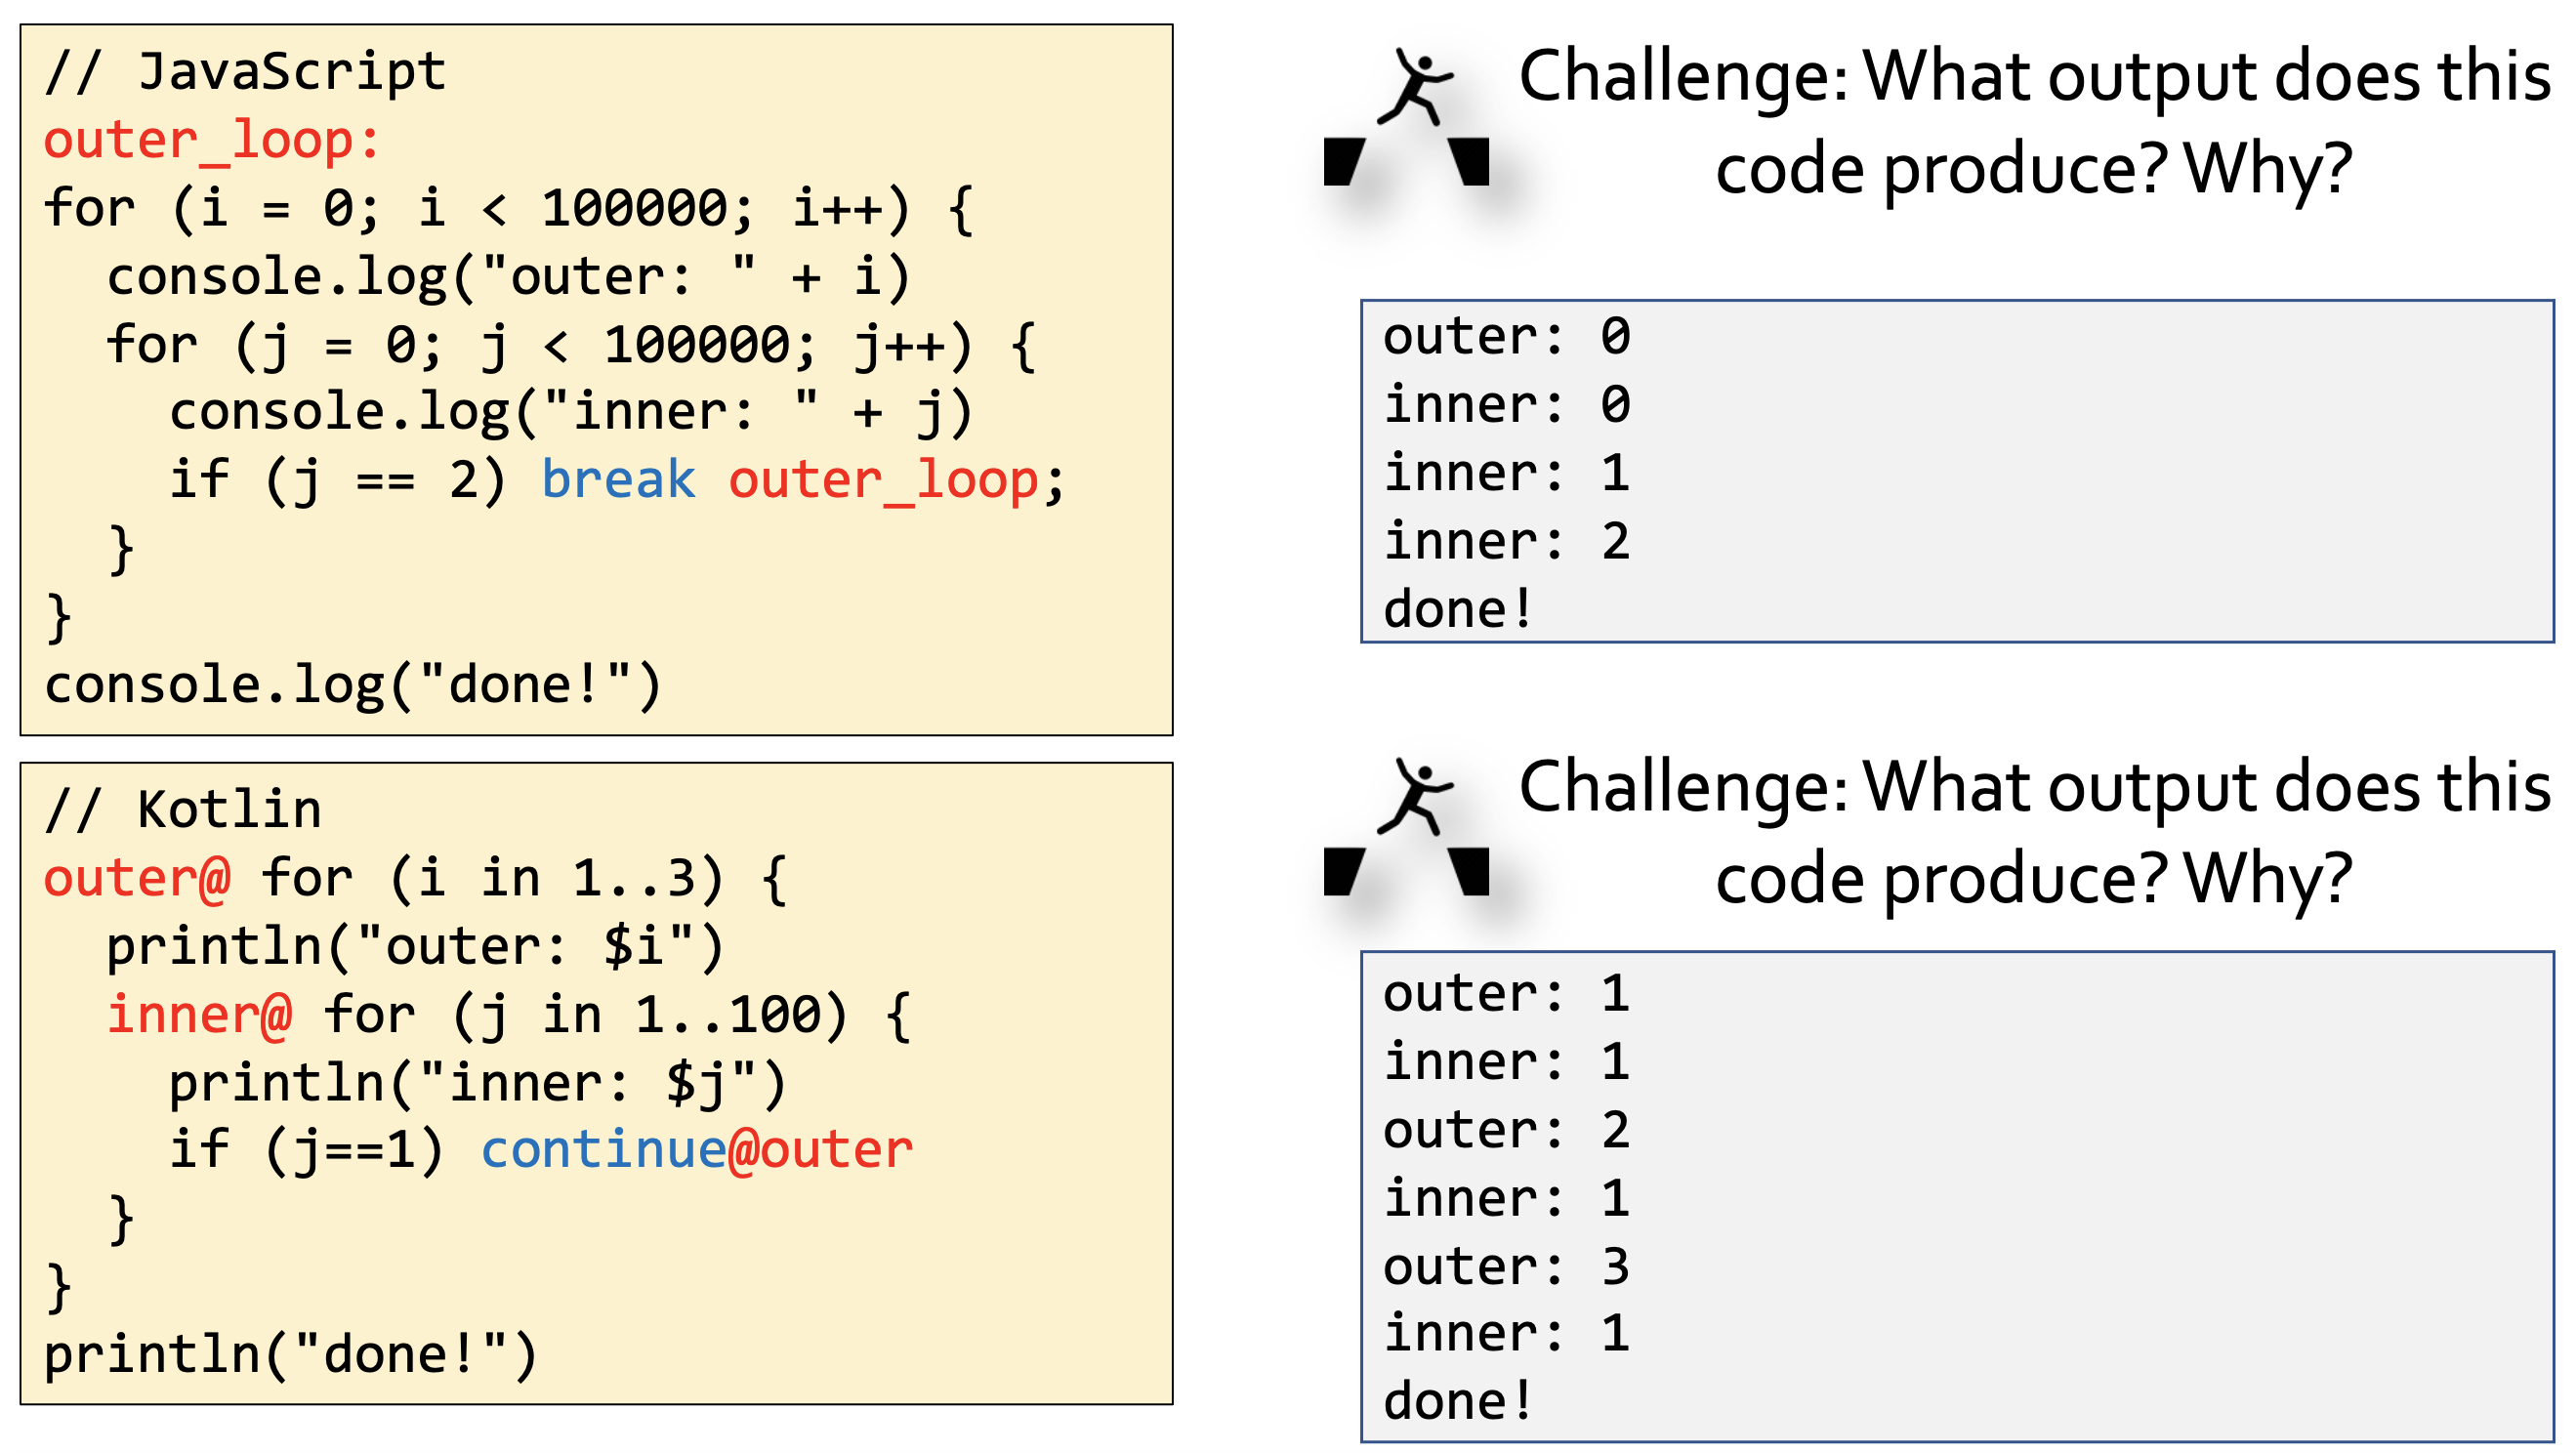 // JavaScript
outer_loop:
for (i = 0; i < 100000; i++) {
  console.log("outer: " + i)
  for (j = 0; j < 100000; j++) {
    console.log("inner: " + j)
    if (j == 2) break outer_loop;
  }
}
console.log("done!")
Challenge: What output does this
code produce? Why?
outer: 0
inner: 0
inner: 1
inner: 2
done!
// Kotlin
outer@ for (i in 1..3) {
  println("outer: $i")
  inner@ for (j in 1..100) {
    println("inner: $j")
    if (j==1) continue@outer
  }
}
println("done!")
Challenge: What output does this
code produce? Why?
outer: 1
inner: 1
outer: 2
inner: 1
outer: 3
inner: 1
done!